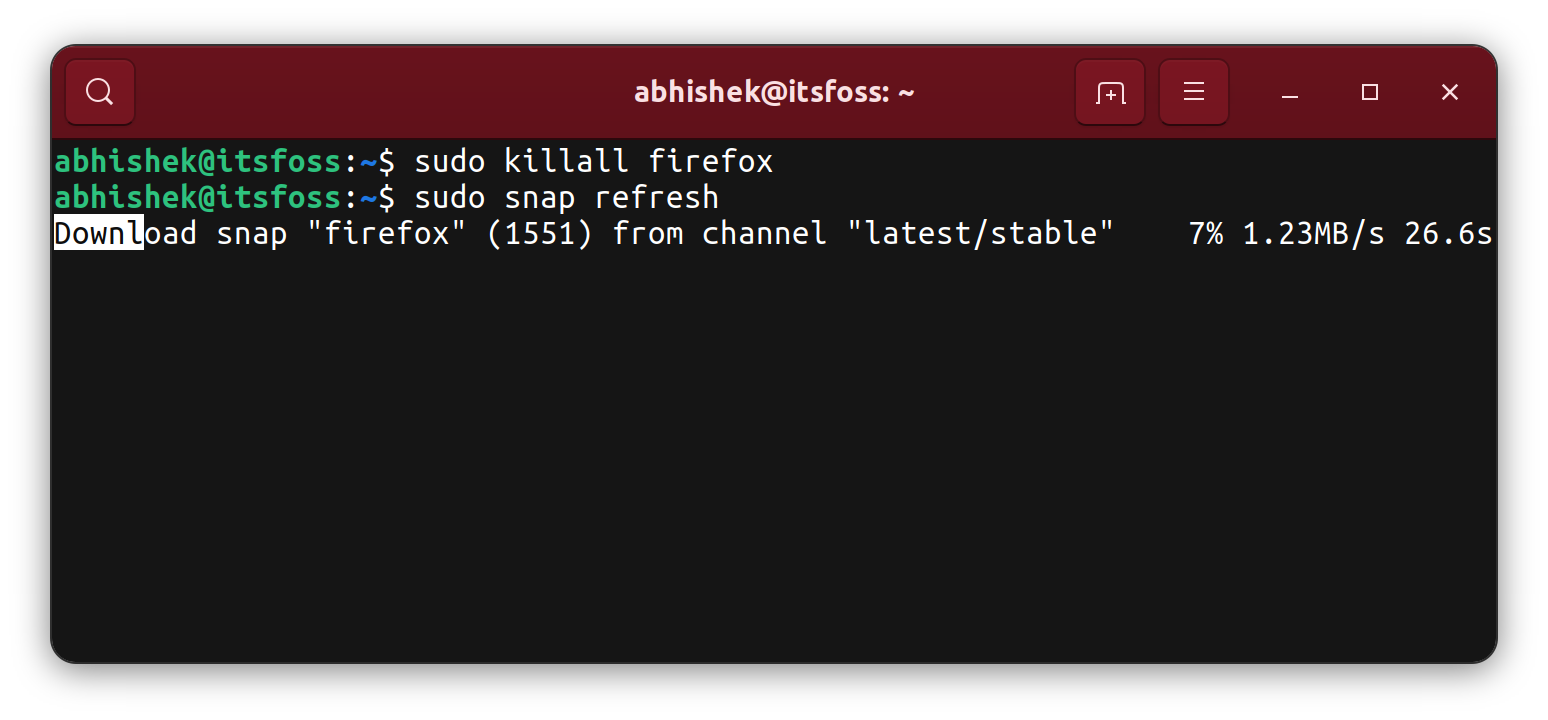 abhishek@itsfoss: ~
abhishek@itsfoss:~$ sudo killall firefox
abhishek@itsfoss:~$ sudo snap refresh
Download snap "firefox" (1551) from channel "latest/stable"    7% 1.23MB/s 26.6s